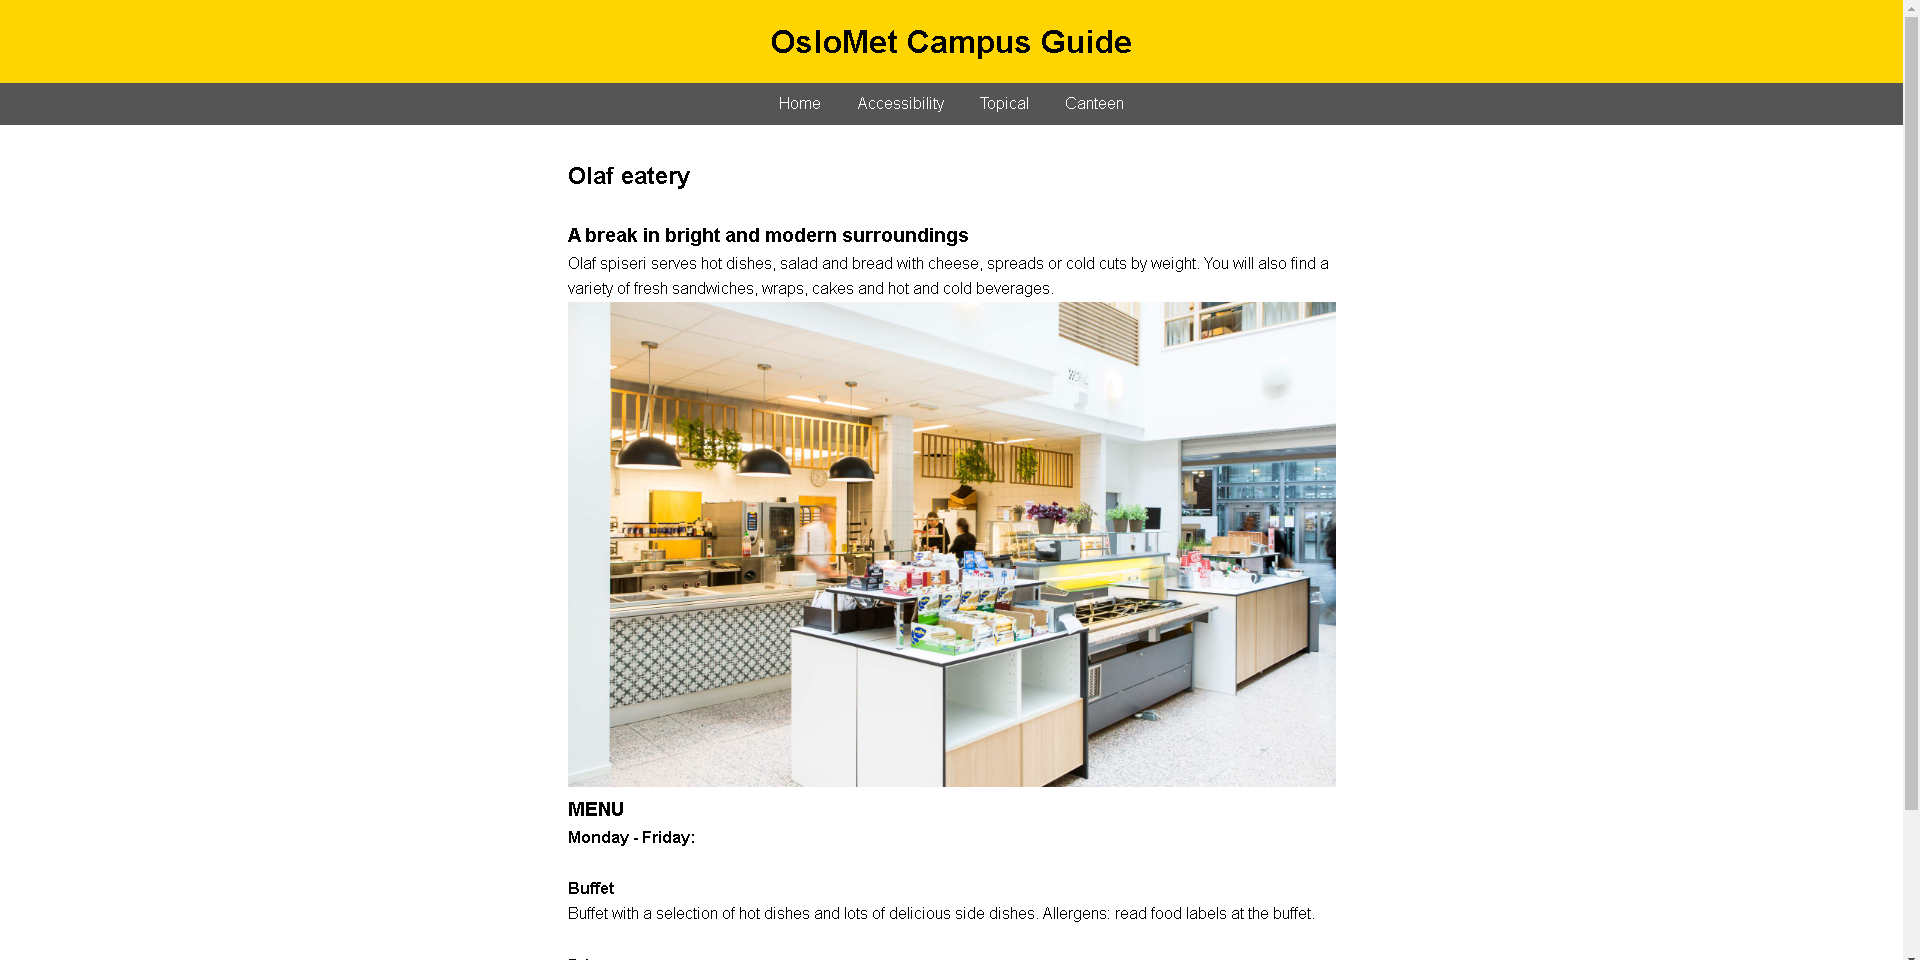 OsloMet Campus Guide
Home Accessibility Topical Canteen
Olaf eatery
A break in bright and modern surroundings
Olaf spiseri serves hot dishes, salad and bread with cheese, spreads or cold cuts by weight. You will also find a
variety of fresh sandwiches, wraps, cakes and hot and cold beverages.
MENU
Monday - Friday:
Buffet
Buffet with a selection of hot dishes and lots of delicious side dishes. Allergens: read food labels at the buffet.